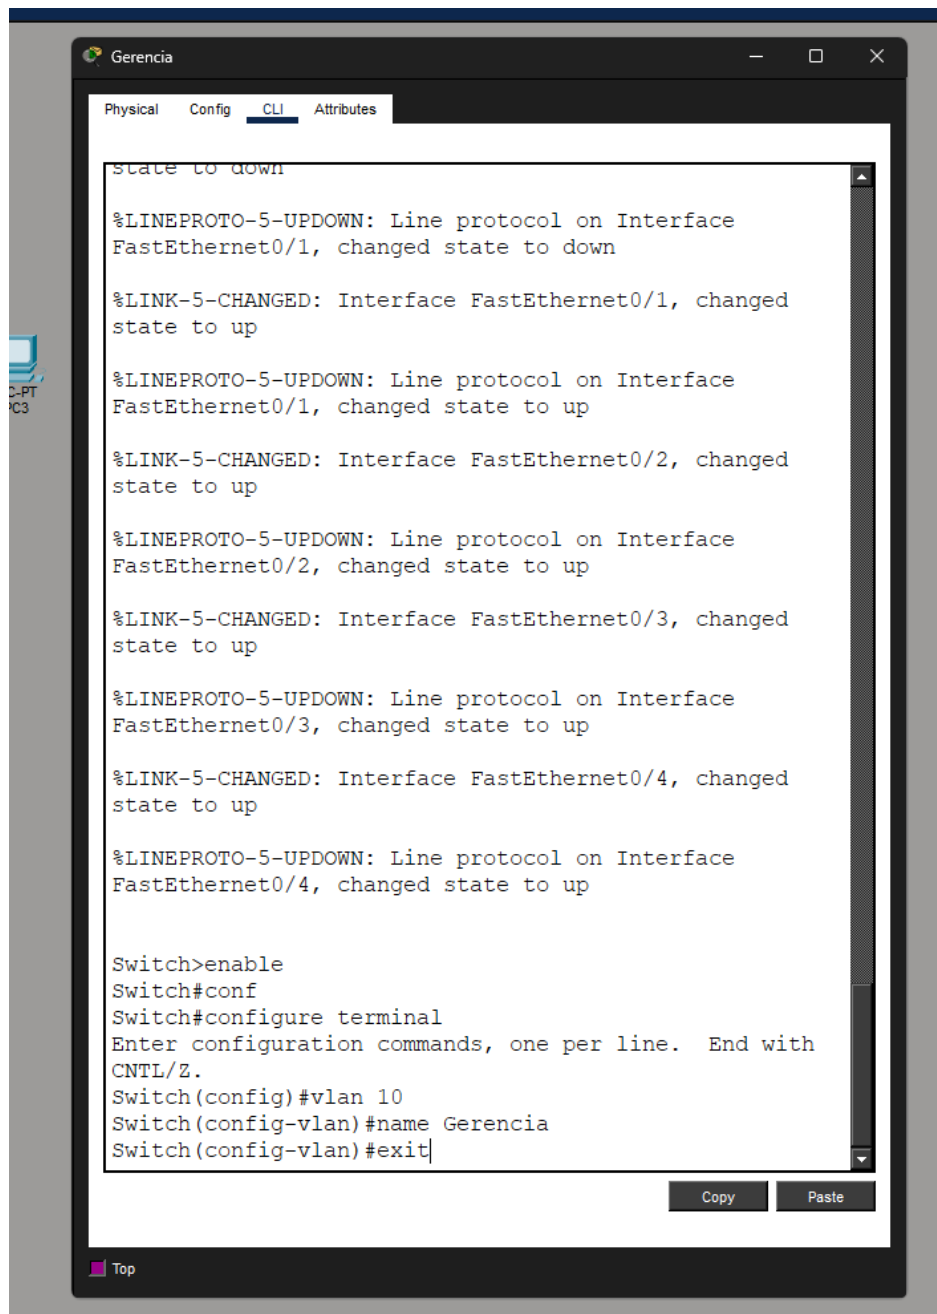 Gerencia
Physical Config CLI Attributes
state to down
%LINEPROTO-5-UPDOWN: Line protocol on Interface
FastEthernet0/1, changed state to down
%LINK-5-CHANGED: Interface FastEthernet0/1, changed
state to up
%LINEPROTO-5-UPDOWN: Line protocol on Interface
FastEthernet0/1, changed state to up
%LINK-5-CHANGED: Interface FastEthernet0/2, changed
state to up
%LINEPROTO-5-UPDOWN: Line protocol on Interface
FastEthernet0/2, changed state to up
%LINK-5-CHANGED: Interface FastEthernet0/3, changed
state to up
%LINEPROTO-5-UPDOWN: Line protocol on Interface
FastEthernet0/3, changed state to up
%LINK-5-CHANGED: Interface FastEthernet0/4, changed
state to up
%LINEPROTO-5-UPDOWN: Line protocol on Interface
FastEthernet0/4, changed state to up
Switch>enable
Switch#conf
Switch#configure terminal
Enter configuration commands, one per line.  End with
CNTL/Z.
Switch(config)#vlan 10
Switch(config-vlan)#name Gerencia
Switch(config-vlan)#exit
Copy Paste
Top
C-PT
PC3